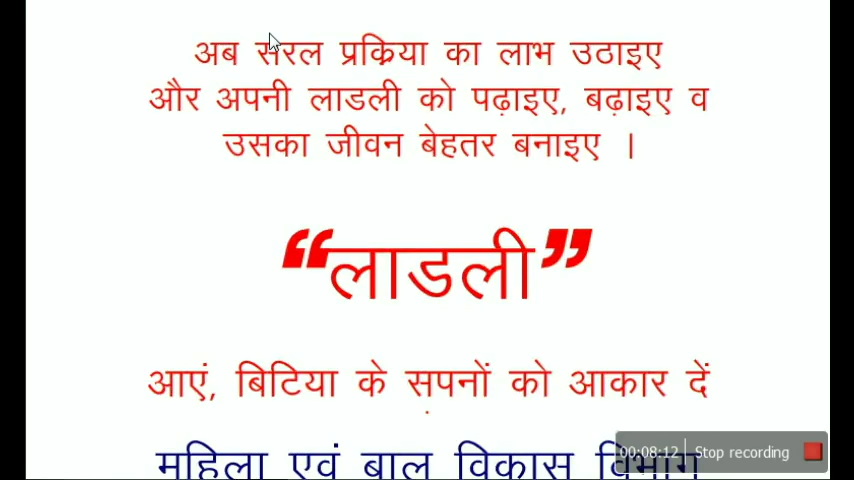 अब सरल प्रक्रिया का लाभ उठाइए
और अपनी लाडली को पढ़ाइए, बढ़ाइए व
उसका जीवन बेहतर बनाइए ।
“लाडली”
आएं, बिटिया के सपनों को आकार दें
महिला एवं बाल विकास विभाग
00:08:12 Stop recording